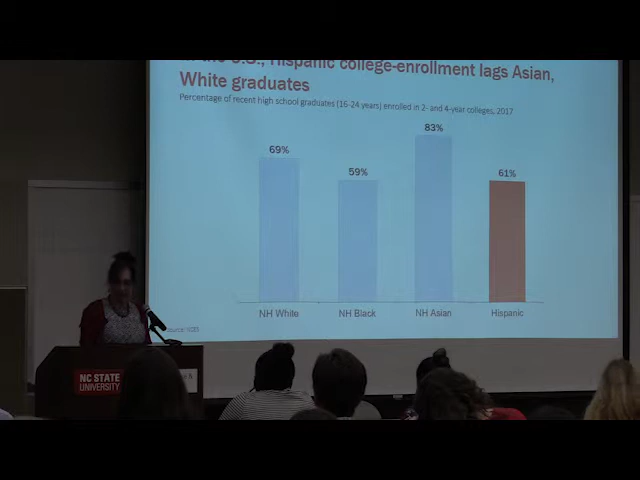 the U.S., Hispanic college-enrollment lags Asian,
White graduates
Percentage of recent high school graduates (16-24 years) enrolled in 2- and 4-year colleges, 2017
83%
69%
59%
61%
NH White
NH Black
NH Asian
Hispanic
NC STATE
UNIVERSITY